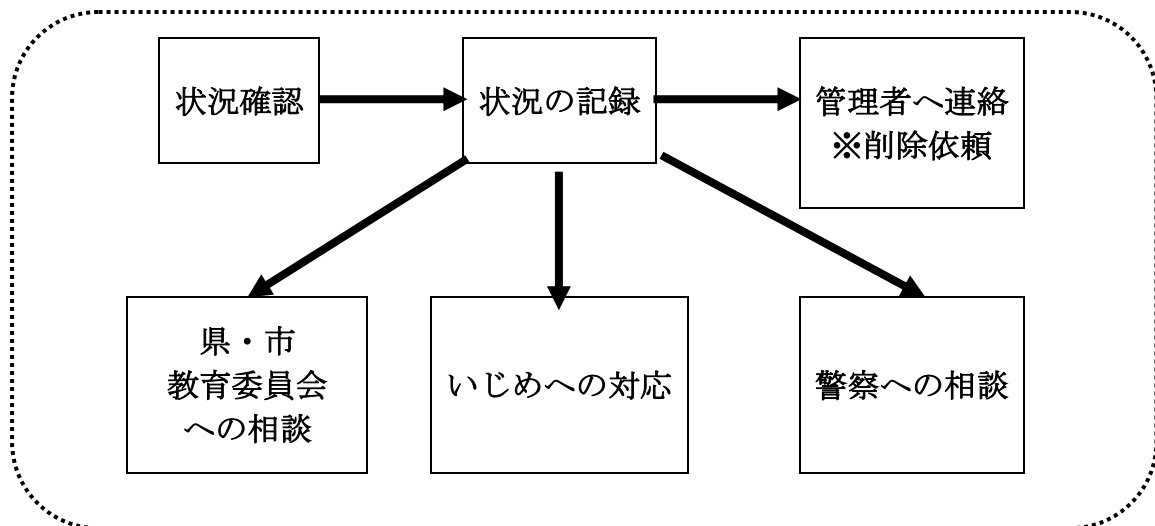 状況確認
状況の記録
管理者へ連絡
※削除依頼
県・市
教育委員会
への相談
いじめへの対応
警察への相談